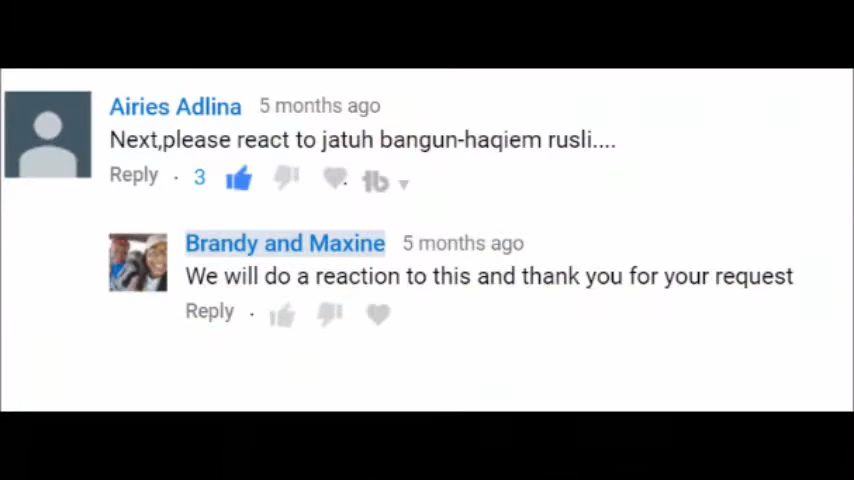 Airies Adlina 5 months ago
Next,please react to jatuh bangun-haqiem rusli....
Reply · 3
Brandy and Maxine 5 months ago
We will do a reaction to this and thank you for your request
Reply ·